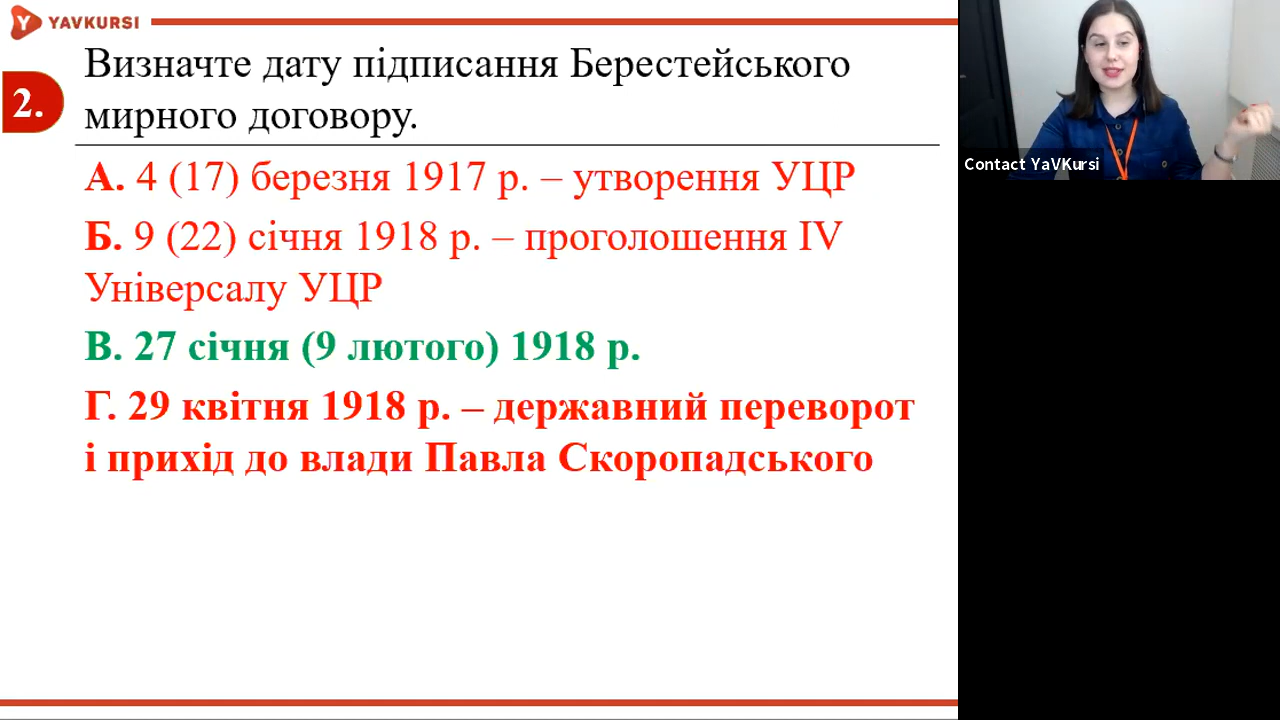 YAVKURSI
2.
Визначте дату підписання Берестейського
мирного договору.
А. 4 (17) березня 1917 р. – утворення УЦР
Б. 9 (22) січня 1918 р. – проголошення IV
Універсалу УЦР
В. 27 січня (9 лютого) 1918 р.
Г. 29 квітня 1918 р. – державний переворот
і прихід до влади Павла Скоропадського
Contact YaVKursi